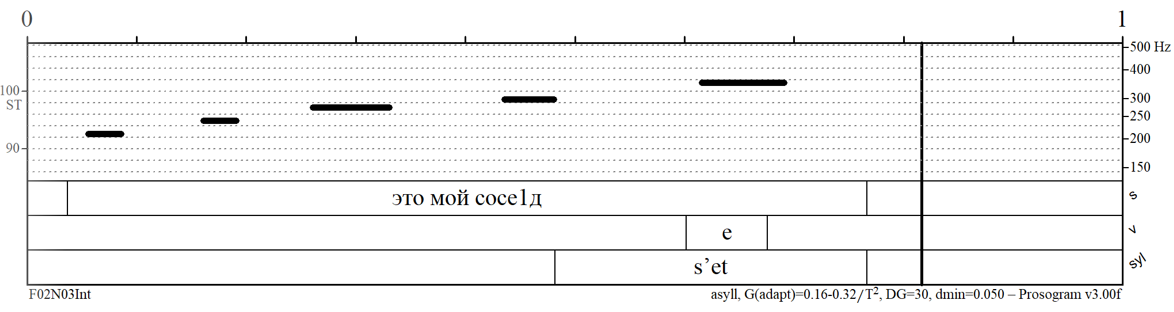 0 1
500 Hz
400
100
ST
300
250
200
90
150
это мой сосе1д s
e v
s’et syl
F02N03Int asyll, G(adapt)=0.16-0.32/T², DG=30, dmin=0.050 – Prosogram v3.00f